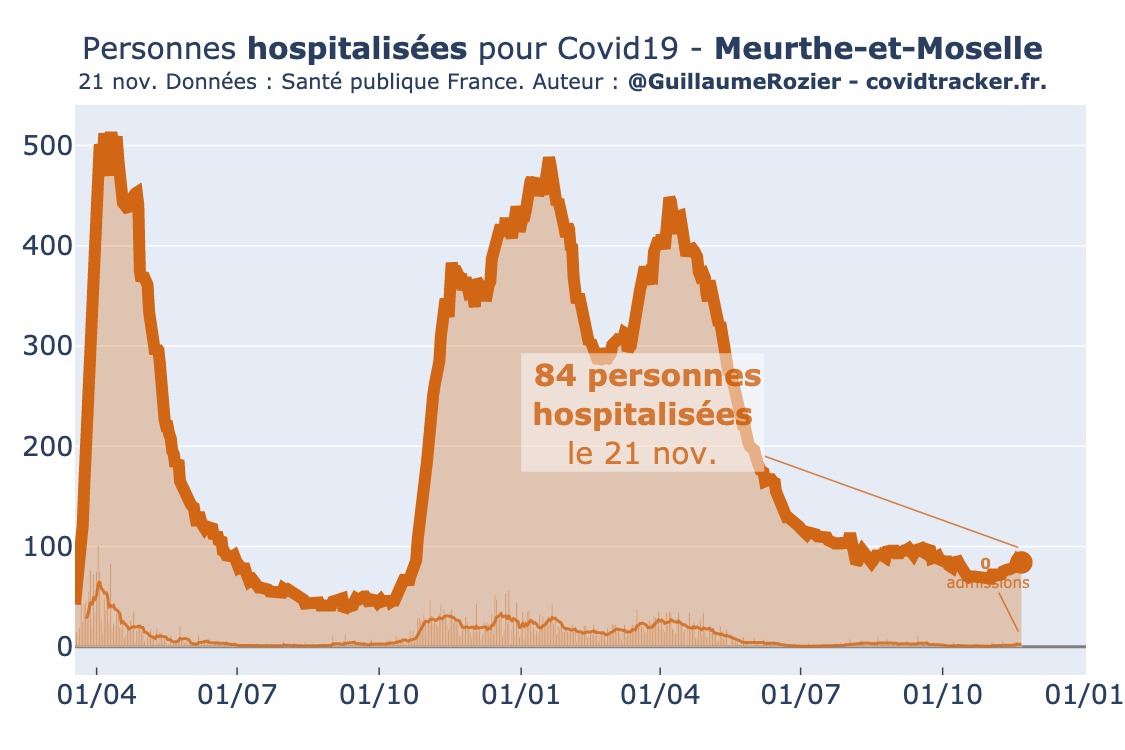 Personnes hospitalisées pour Covid19 - Meurthe-et-Moselle
21 nov. Données : Santé publique France. Auteur : @GuillaumeRozier - covidtracker.fr.
500
400
300
200
100
0
84 personnes
hospitalisées
le 21 nov.
0
admissions
01/04 01/07 01/10 01/01 01/04 01/07 01/10 01/01